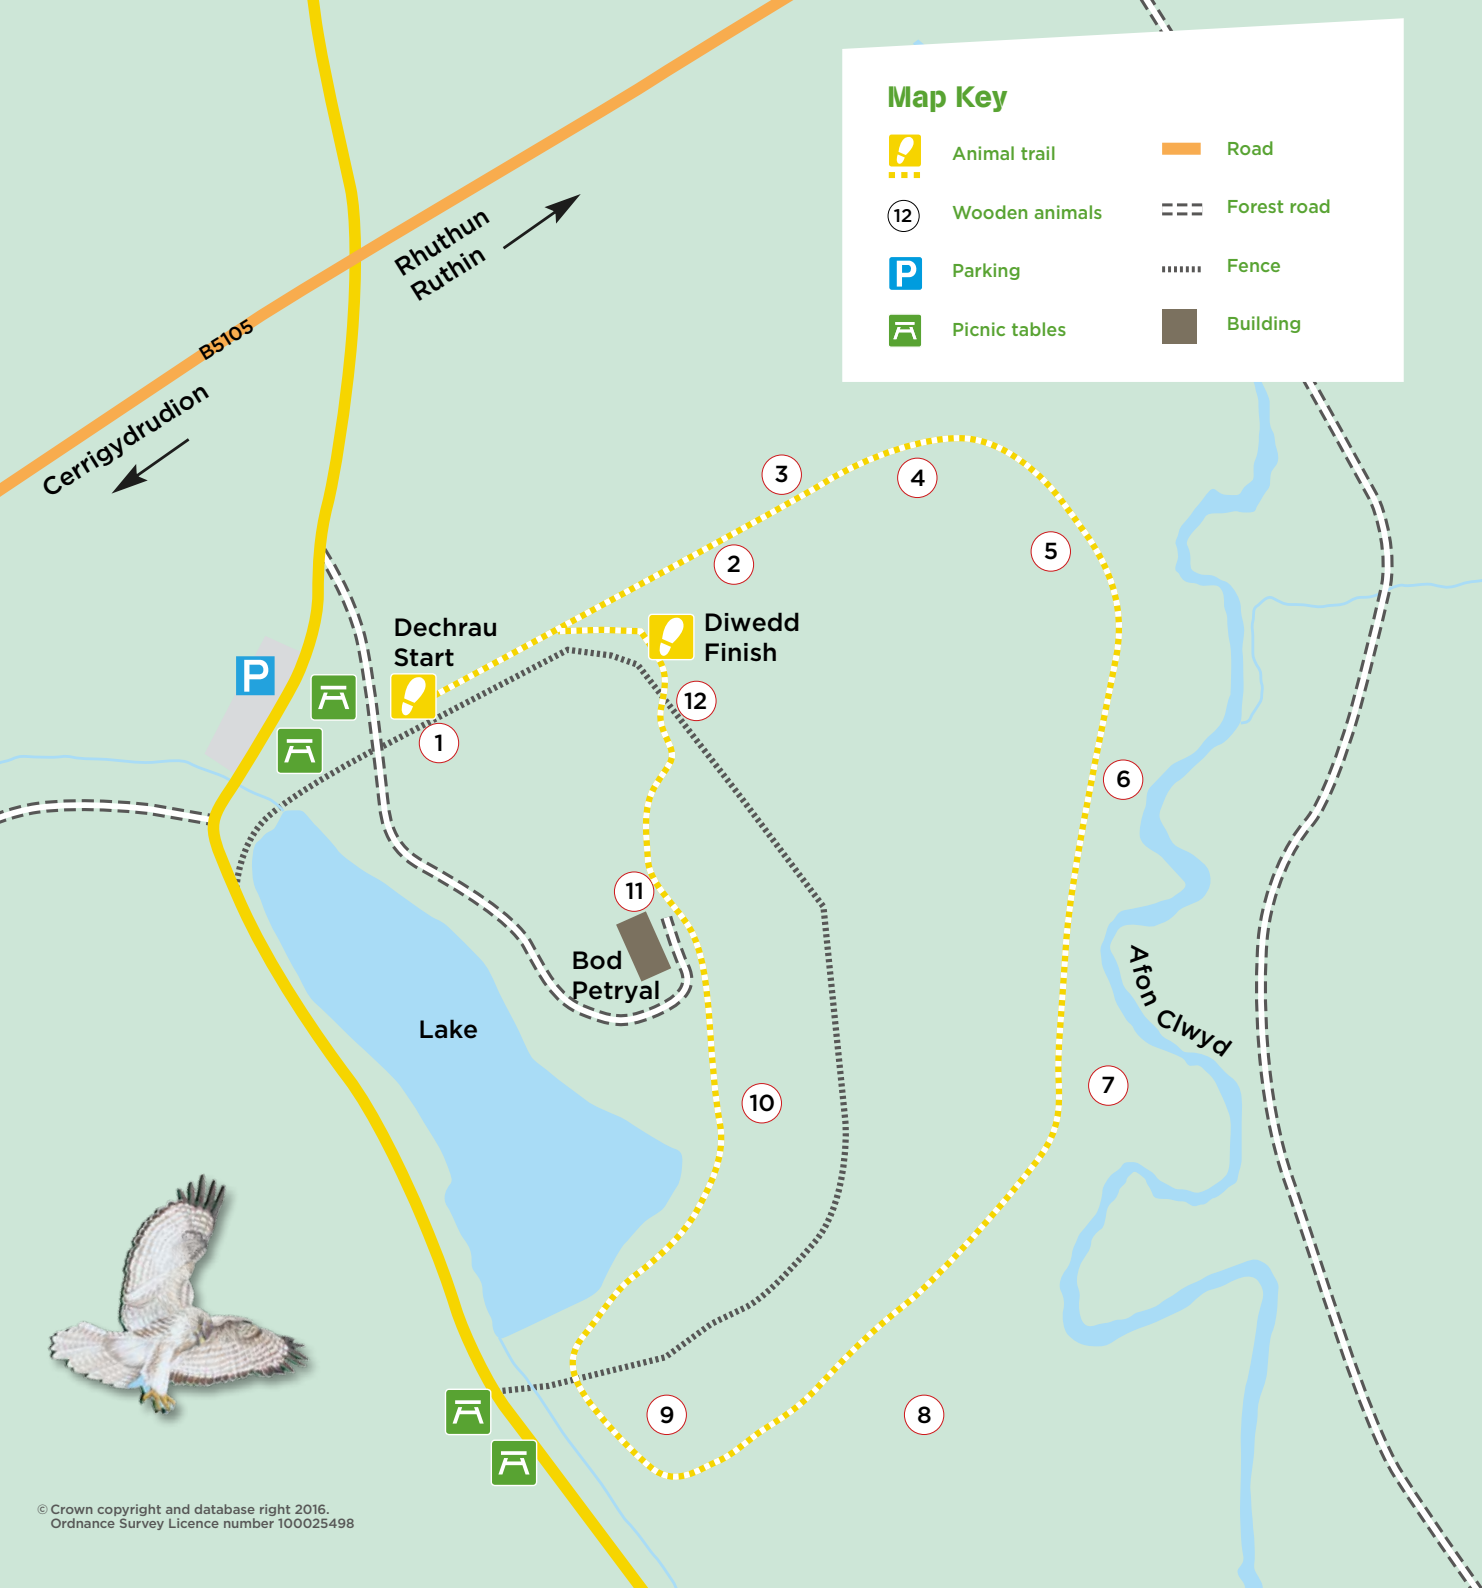 Map Key
Animal trail
Road
12
Wooden animals
Forest road
P
Parking
Fence
Picnic tables
Building
Rhuthun
Ruthin
B5105
Cerrigydrudion
3
4
5
2
Dechrau
Start
Diwedd
Finish
P
12
1
6
11
Bod
Petryal
Afon Clwyd
Lake
7
10
9
8
© Crown copyright and database right 2016.
Ordnance Survey Licence number 100025498